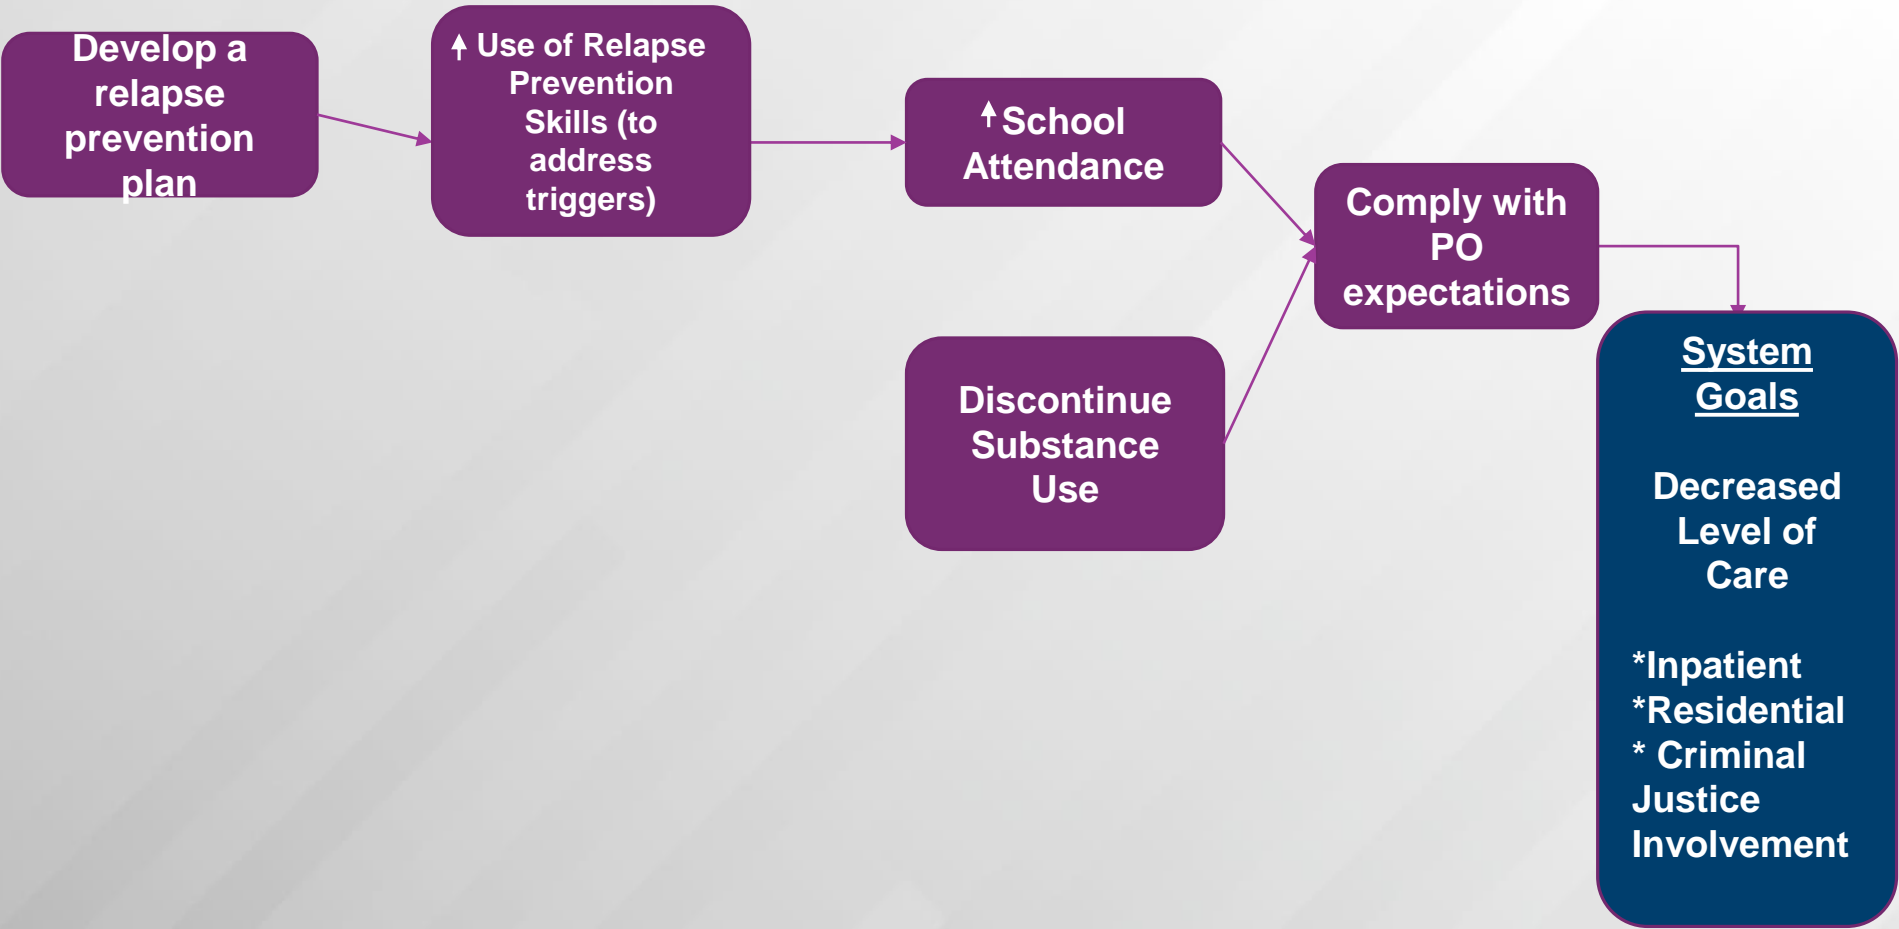 Develop a
relapse
prevention
plan
Use of Relapse
Prevention
Skills (to
address
triggers)
School
Attendance
Discontinue
Substance
Use
Comply with
PO
expectations
System
Goals
Decreased
Level of
Care
*Inpatient
*Residential
* Criminal
Justice
Involvement